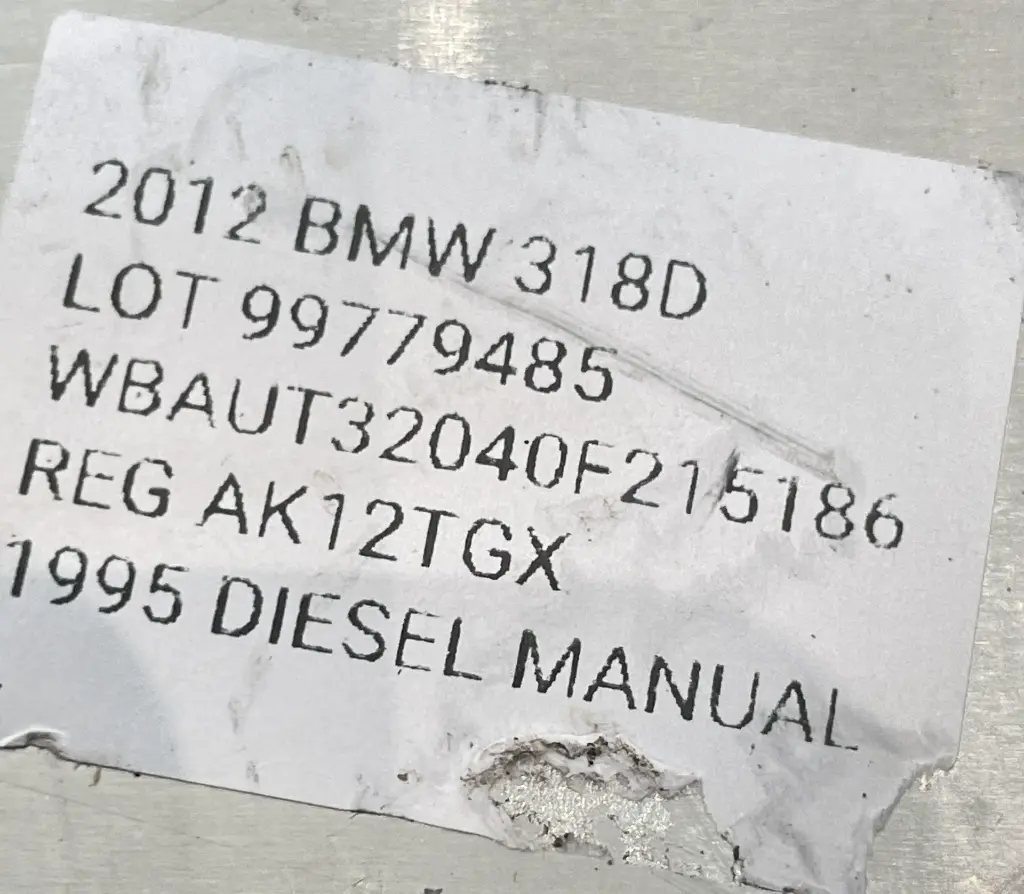 2012 BMW 318D
LOT 99779485
WBAUT32040F215186
REG AK12TGX
1995 DIESEL MANUAL